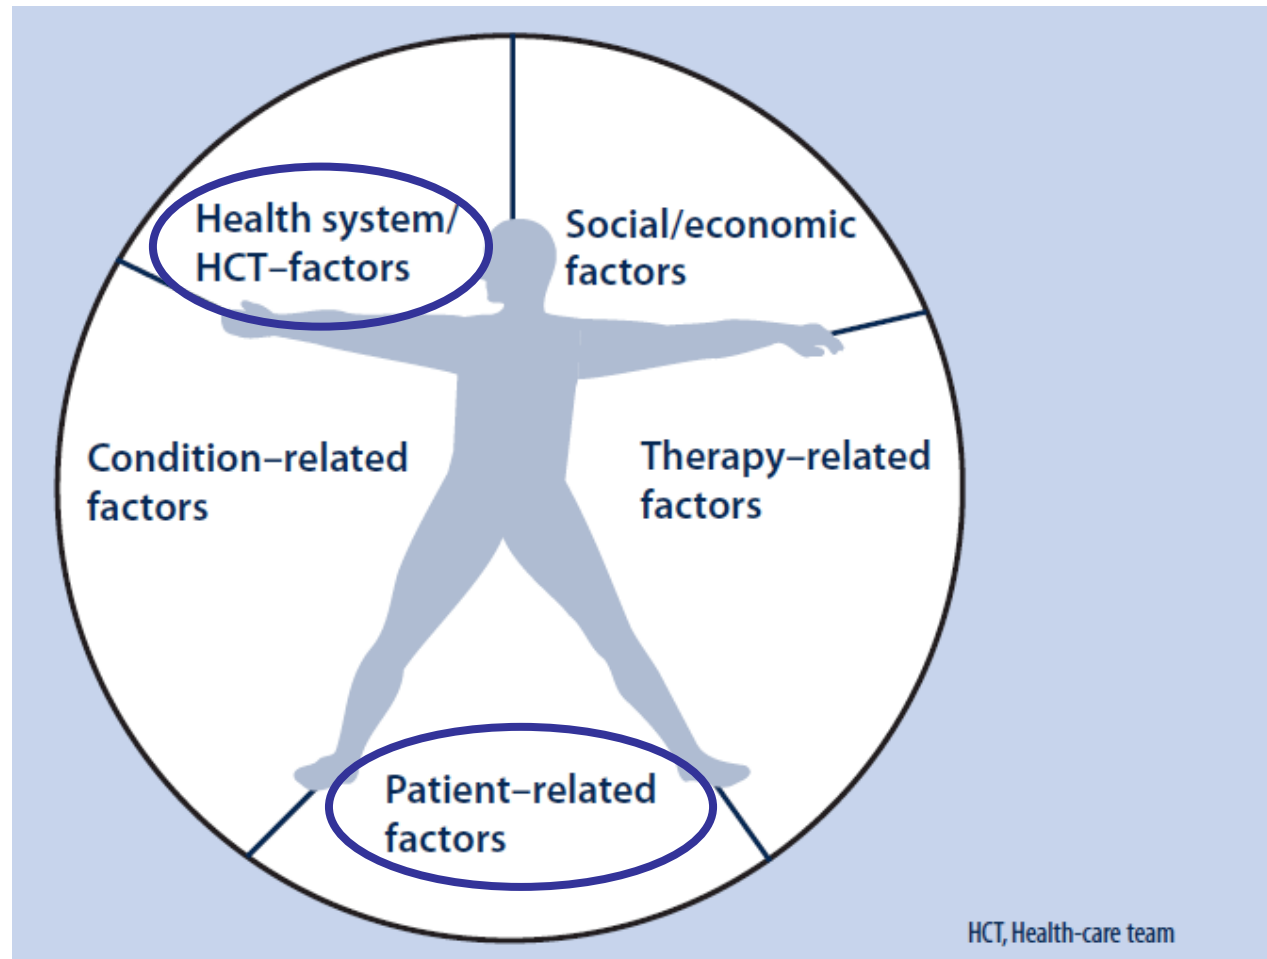 Health system/
HCT–factors
Social/economic
factors
Condition–related
factors
Therapy–related
factors
Patient–related
factors
HCT, Health-care team